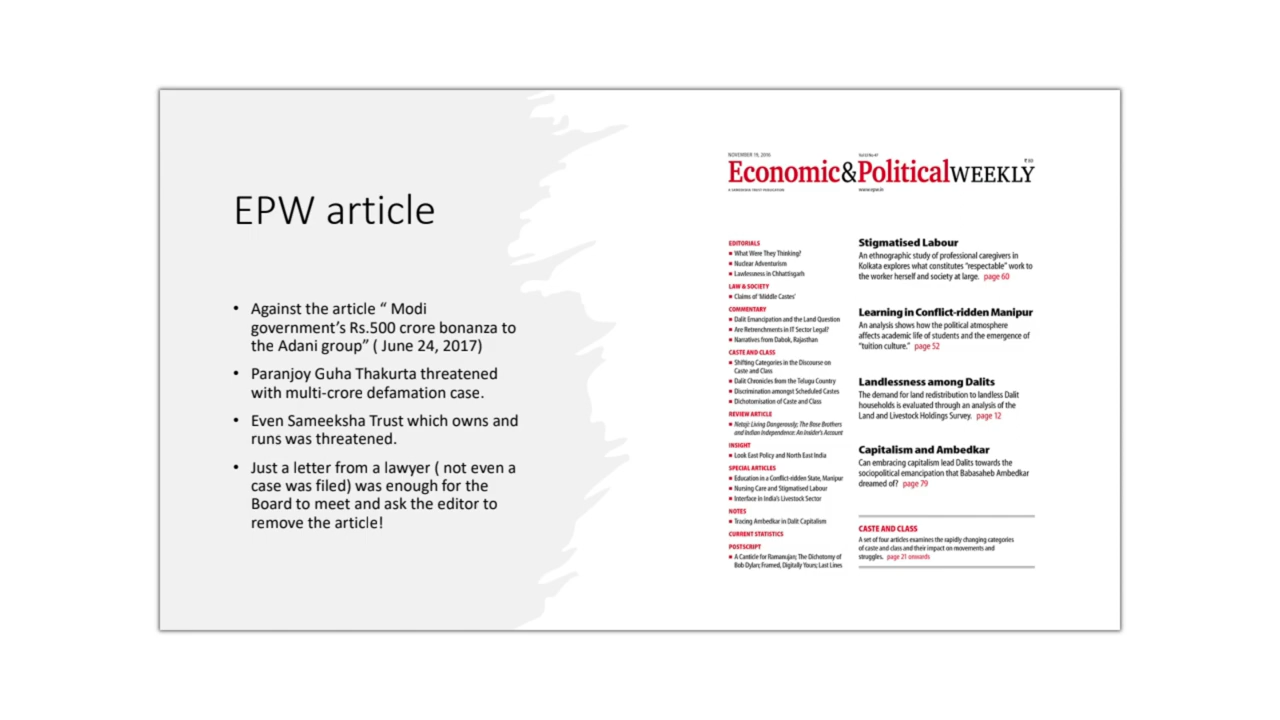 EPW article
• Against the article “ Modi
government’s Rs.500 crore bonanza to
the Adani group” ( June 24, 2017)
• Paranjoy Guha Thakurta threatened
with multi-crore defamation case.
• Even Sameeksha Trust which owns and
runs was threatened.
• Just a letter from a lawyer ( not even a
case was filed) was enough for the
Board to meet and ask the editor to
remove the article!
NOVEMBER 19, 2016
Economic&PoliticalWEEKLY
A SAMEEKSHA TRUST PUBLICATION
www.epw.in
EDITORIALS
■ What Were They Thinking?
■ Nuclear Adventurism
■ Lawlessness in Chhattisgarh
LAW & SOCIETY
■ Claims of ‘Middle Castes’
COMMENTARY
■ Dalit Emancipation and the Land Question
■ Are Retrenchments in IT Sector Legal?
■ Narratives from Dabok, Rajasthan
CASTE AND CLASS
■ Shifting Categories in the Discourse on
Caste and Class
■ Dalit Chronicles from the Telugu Country
■ Discrimination amongst Scheduled Castes
■ Dichotomisation of Caste and Class
REVIEW ARTICLE
■ Netaji: Living Dangerously; The Bose Brothers
and Indian Independence: An Insider's Account
INSIGHT
■ Look East Policy and North East India
SPECIAL ARTICLES
■ Education in a Conflict-ridden State, Manipur
■ Nursing Care and Stigmatised Labour
■ Interface in India's Livestock Sector
NOTES
■ Tracing Ambedkar in Dalit Capitalism
CURRENT STATISTICS
POSTSCRIPT
■ A Canticle for Ramanujan; The Dichotomy of
Bob Dylan; Framed, Digitally Yours; Last Lines
Stigmatised Labour
An ethnographic study of professional caregivers in
Kolkata explores what constitutes “respectable” work to
the worker herself and society at large. page 60
Learning in Conflict-ridden Manipur
An analysis shows how the political atmosphere
affects academic life of students and the emergence of
“tuition culture.” page 52
Landlessness among Dalits
The demand for land redistribution to landless Dalit
households is evaluated through an analysis of the
Land and Livestock Holdings Survey. page 12
Capitalism and Ambedkar
Can embracing capitalism lead Dalits towards the
sociopolitical emancipation that Babasaheb Ambedkar
dreamed of? page 79
CASTE AND CLASS
A set of four articles examines the rapidly changing categories
of caste and class and their impact on movements and
struggles. page 21 onwards